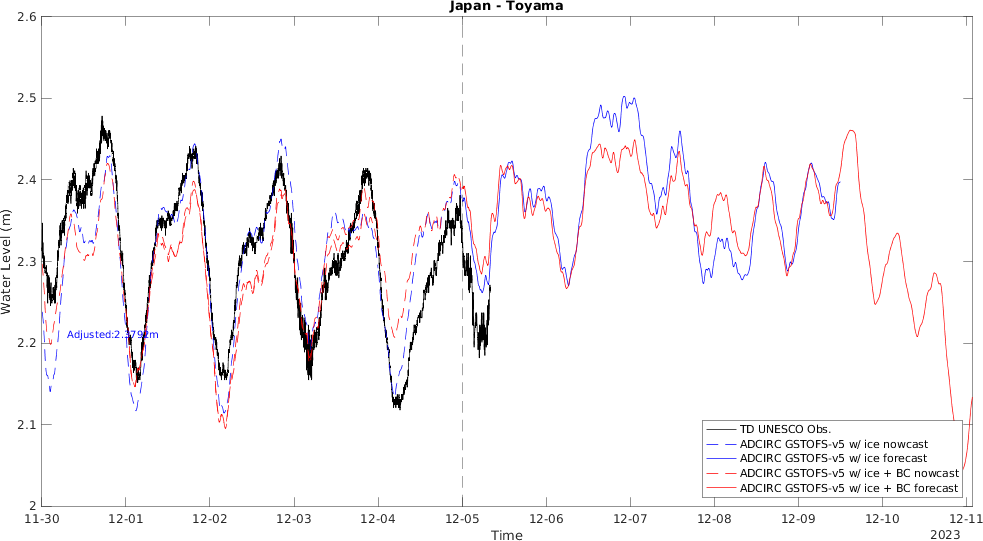 Japan - Toyama
Water Level (m)
2.6
2.5
2.4
2.3
2.2
2.1
2
Adjusted:2.3792m
TD UNESCO Obs.
ADCIRC GSTOFS-v5 w/ ice nowcast
ADCIRC GSTOFS-v5 w/ ice forecast
ADCIRC GSTOFS-v5 w/ ice + BC nowcast
ADCIRC GSTOFS-v5 w/ ice + BC forecast
11-30 12-01 12-02 12-03 12-04 12-05 12-06 12-07 12-08 12-09 12-10 12-11
Time
2023